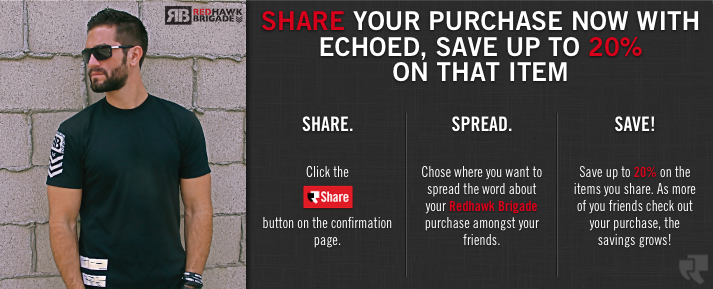 RB REDHAWK
BRIGADE
SHARE YOUR PURCHASE NOW WITH
ECHOED, SAVE UP TO 20%
ON THAT ITEM
SHARE.
Click the
Share
button on the confirmation
page.
SPREAD.
Chose where you want to
spread the word about
your Redhawk Brigade
purchase amongst your
friends.
SAVE!
Save up to 20% on the
items you share. As more
of you friends check out
your purchase, the
savings grows!